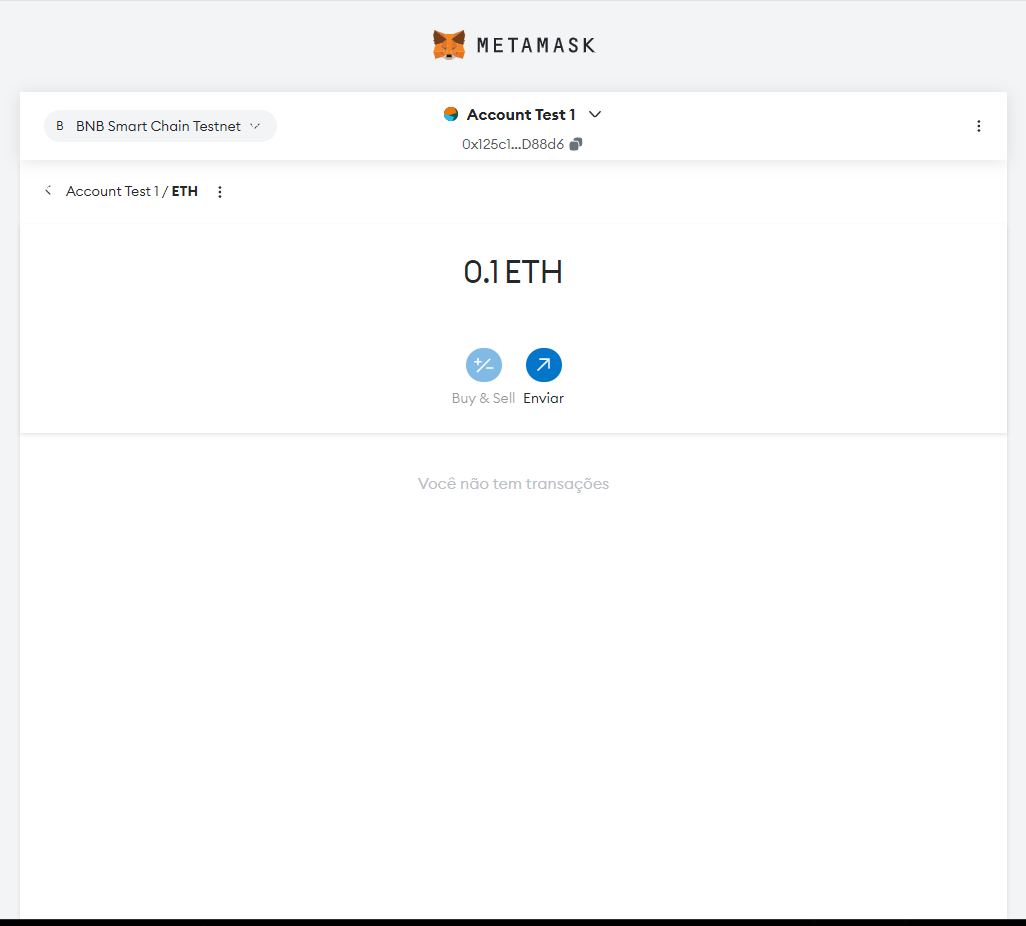 METAMASK
B BNB Smart Chain Testnet
Account Test 1
0x125c1...D88d6
Account Test 1 / ETH
0.1 ETH
Buy & Sell Enviar
Você não tem transações